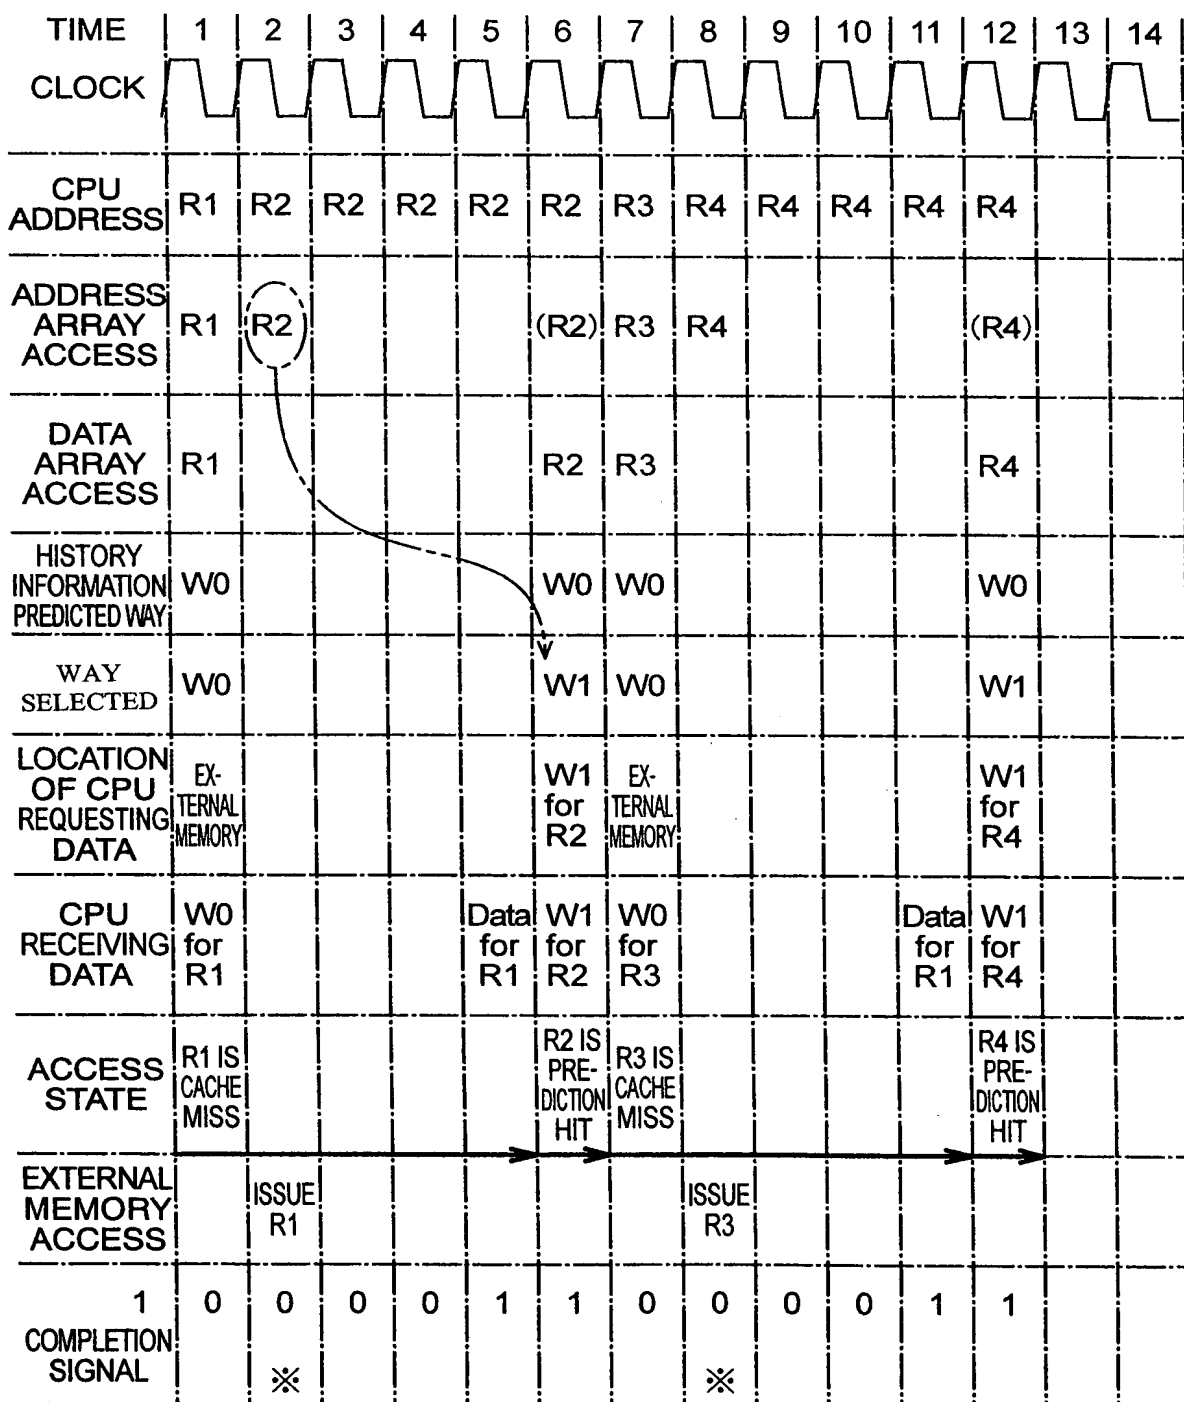 TIME 1 2 3 4 5 6 7 8 9 10 11 12 13 14
CLOCK
CPU
ADDRESS R1 R2 R2 R2 R2 R2 R3 R4 R4 R4 R4 R4
ADDRESS
ARRAY
ACCESS R1 R2 (R2) R3 R4 (R4)
DATA
ARRAY
ACCESS R1 R2 R3 R4
HISTORY
INFORMATION
PREDICTED WAY W0 W0 W0 W0
WAY
SELECTED W0 W1 W0 W1
LOCATION
OF CPU
REQUESTING
DATA
EX-
TERNAL
MEMORY
W1
for
R2
EX-
TERNAL
MEMORY
W1
for
R4
CPU
RECEIVING
DATA
W0
for
R1
Data
for
R1
W1
for
R2
W0
for
R3
Data
for
R1
W1
for
R4
ACCESS
STATE
R1 IS
CACHE
MISS
R2 IS
PRE-
DICTION
HIT
R3 IS
CACHE
MISS
R4 IS
PRE-
DICTION
HIT
EXTERNAL
MEMORY
ACCESS
ISSUE
R1
ISSUE
R3
1 0 0 0 0 1 1 0 0 0 0 1 1
COMPLETION
SIGNAL
※ ※